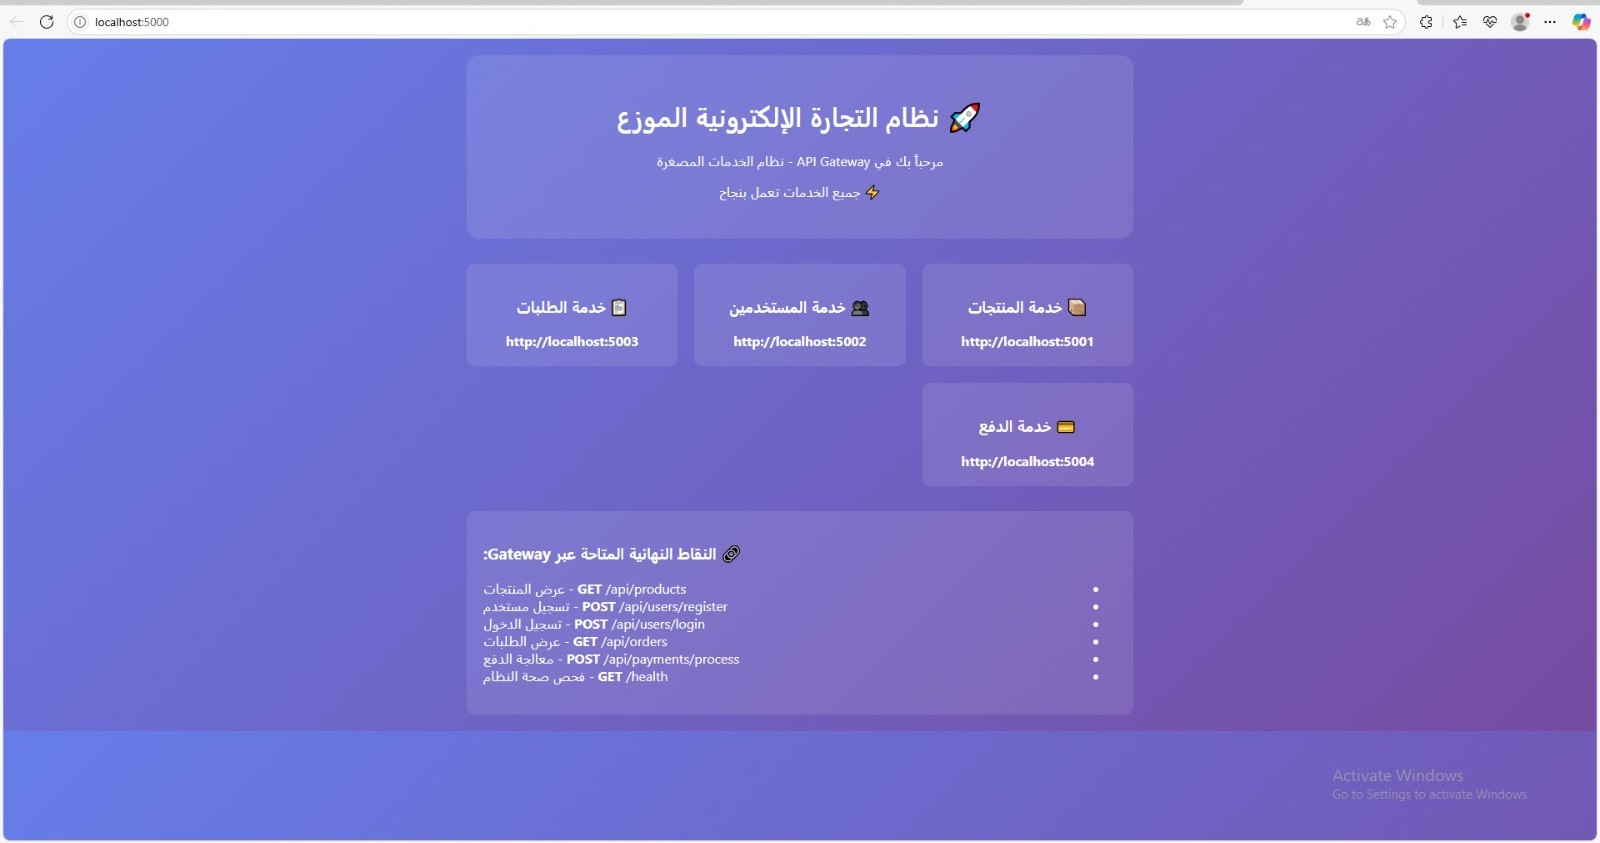 localhost:5000
🚀 نظام التجارة الإلكترونية الموزع
مرحباً بك في API Gateway - نظام الخدمات المصغرة
⚡ جميع الخدمات تعمل بنجاح
📦 خدمة المنتجات
http://localhost:5001
👥 خدمة المستخدمين
http://localhost:5002
📋 خدمة الطلبات
http://localhost:5003
💳 خدمة الدفع
http://localhost:5004
🔗 النقاط النهائية المتاحة عبر Gateway:
GET /api/products - عرض المنتجات
POST /api/users/register - تسجيل مستخدم
POST /api/users/login - تسجيل الدخول
GET /api/orders - عرض الطلبات
POST /api/payments/process - معالجة الدفع
GET /health - فحص صحة النظام
Activate Windows
Go to Settings to activate Windows.